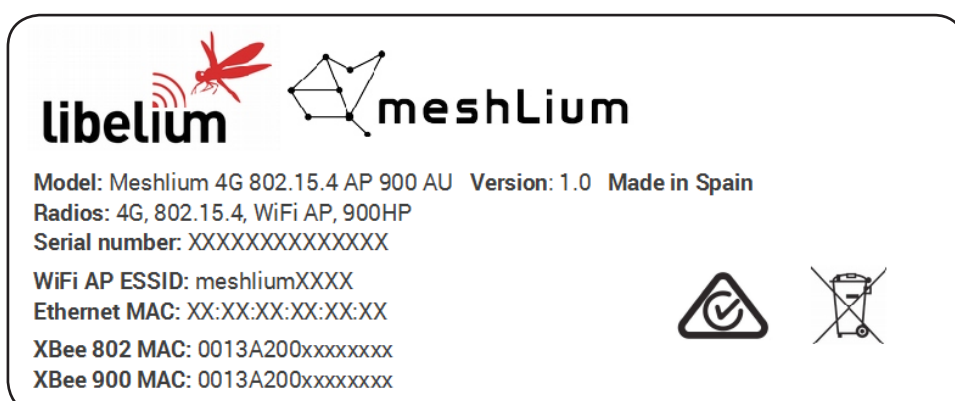 libelium meshLium
Model: Meshlium 4G 802.15.4 AP 900 AU Version: 1.0 Made in Spain
Radios: 4G, 802.15.4, WiFi AP, 900HP
Serial number: XXXXXXXXXXXXXX
WiFi AP ESSID: meshliumXXXX
Ethernet MAC: XX:XX:XX:XX:XX:XX
XBee 802 MAC: 0013A200xxxxxxxx
XBee 900 MAC: 0013A200xxxxxxxx